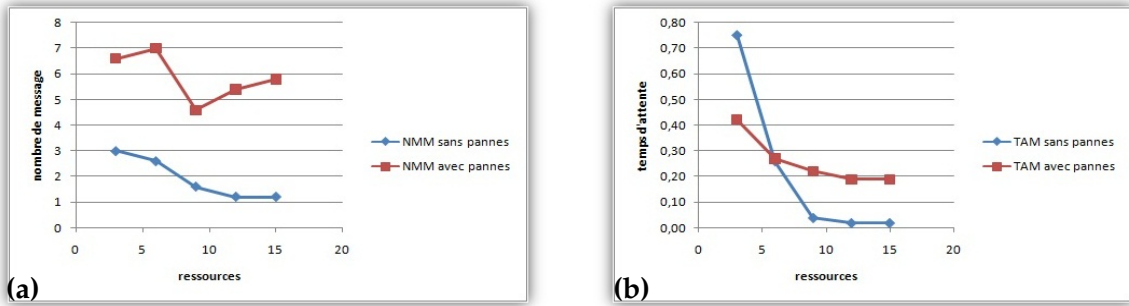 8
7
6
5
4
3
2
1
0
nombre de message
0 5 10 15 20
ressources
NMM sans pannes
NMM avec pannes
(a)
0,80
0,70
0,60
0,50
0,40
0,30
0,20
0,10
0,00
temps d'attente
0 5 10 15 20
ressources
TAM sans pannes
TAM avec pannes
(b)